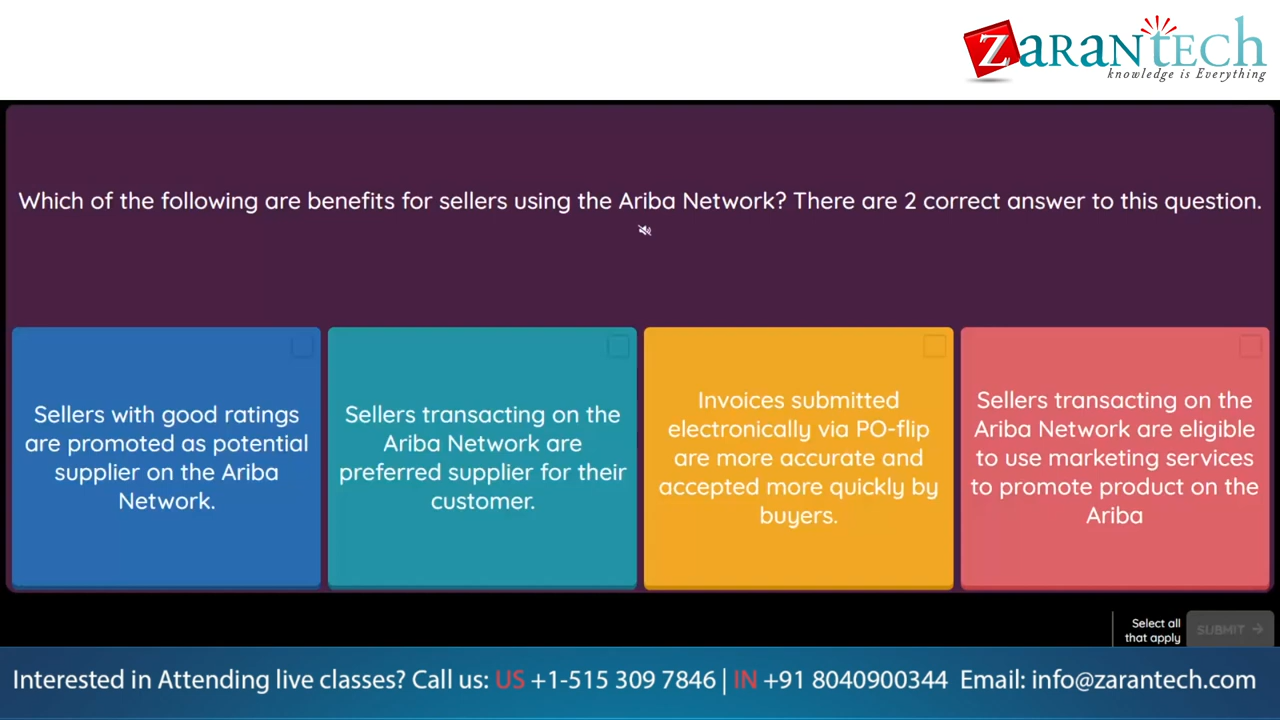 ZARANTECH
knowledge is Everything
Which of the following are benefits for sellers using the Ariba Network? There are 2 correct answer to this question.
Sellers with good ratings
are promoted as potential
supplier on the Ariba
Network.
Sellers transacting on the
Ariba Network are
preferred supplier for their
customer.
Invoices submitted
electronically via PO-flip
are more accurate and
accepted more quickly by
buyers.
Sellers transacting on the
Ariba Network are eligible
to use marketing services
to promote product on the
Ariba
Select all
that apply
SUBMIT →
Interested in Attending live classes? Call us: US +1-515 309 7846 | IN +91 8040900344 Email: info@zarantech.com